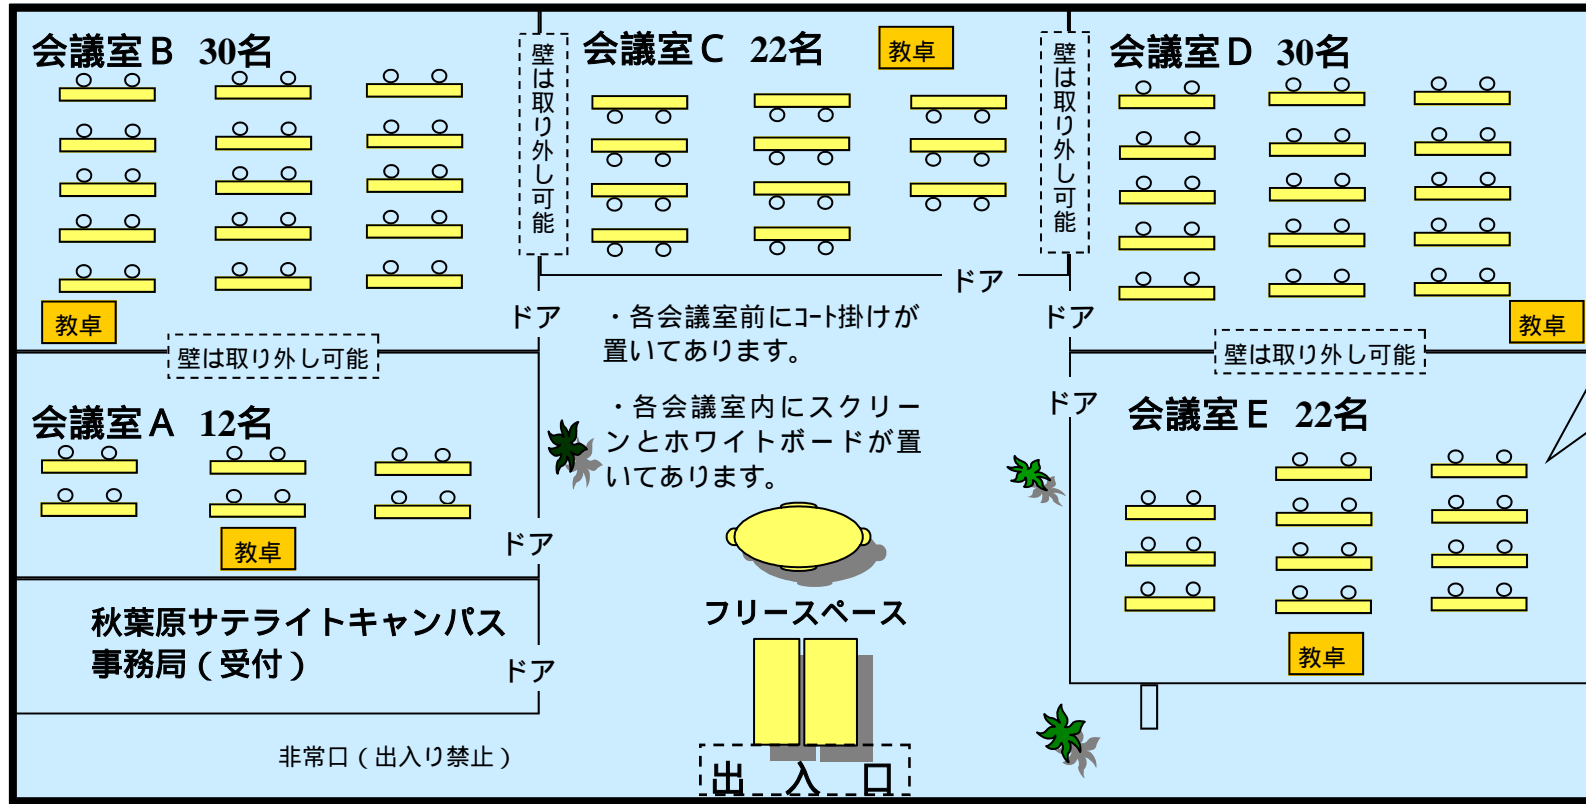 会議室B 30名
壁は取り外し可能
会議室C 22名
教卓
壁は取り外し可能
会議室D 30名
教卓
ドア
・各会議室前にｺｰﾄ掛けが
置いてあります。
ドア
ドア
教卓
壁は取り外し可能
壁は取り外し可能
会議室A 12名
・各会議室内にスクリー
ンとホワイトボードが置
いてあります。
ドア
会議室E 22名
教卓
ドア
秋葉原サテライトキャンパス
事務局(受付)
ドア
フリースペース
教卓
非常口(出入り禁止)
出 入 口